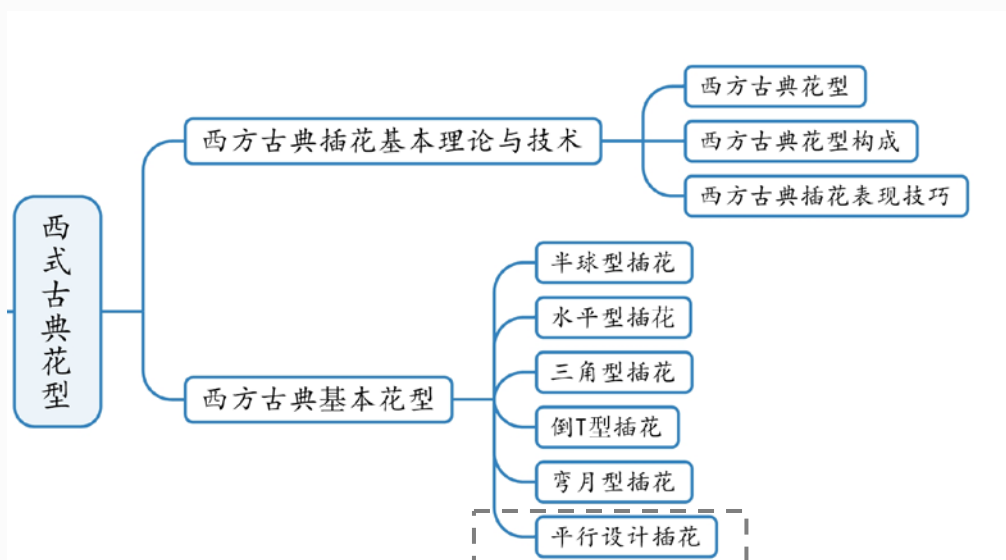 西式古典花型
西方古典插花基本理论与技术
西方古典花型
西方古典花型构成
西方古典插花表现技巧
西方古典基本花型
半球型插花
水平型插花
三角型插花
倒T型插花
弯月型插花
平行设计插花